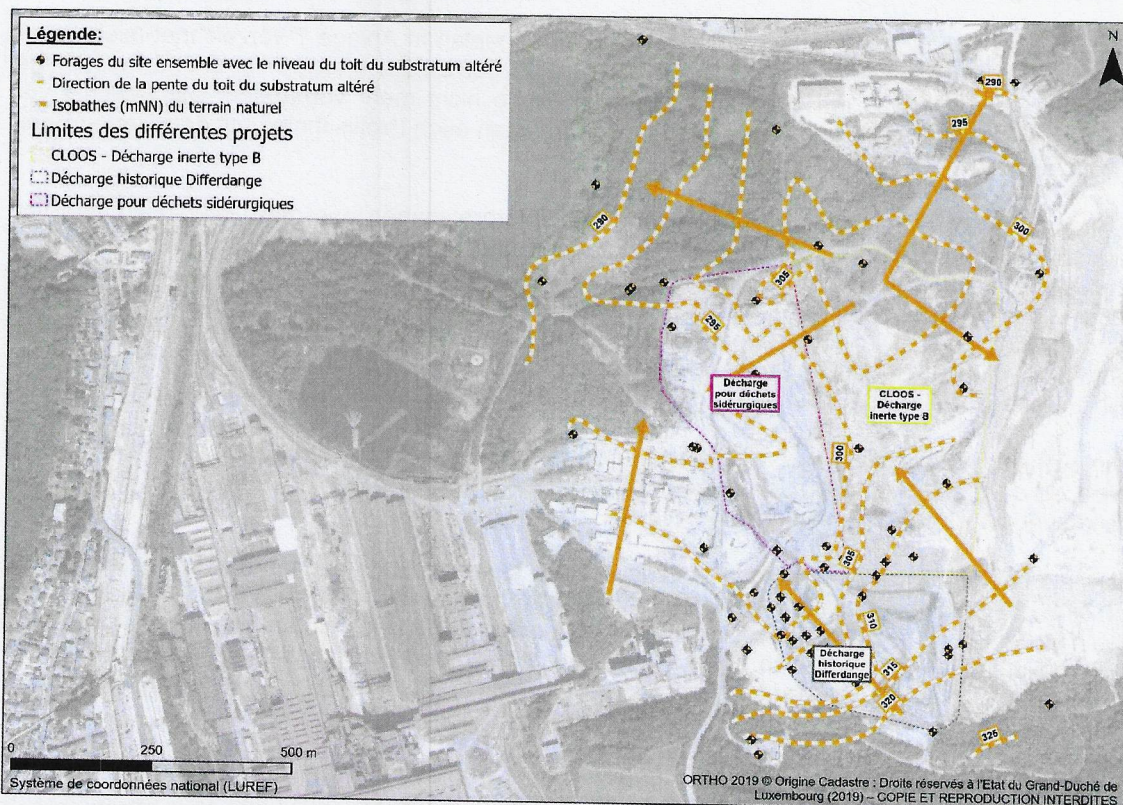 Légende:
Forages du site ensemble avec le niveau du toit du substratum altéré
Direction de la pente du toit du substratum altéré
Isobathes (mNN) du terrain naturel
Limites des différentes projets
CLOOS - Décharge inerte type B
Décharge historique Differdange
Décharge pour déchets sidérurgiques
N
290
295
300
290
305
295
Décharge
pour déchets
sidérurgiques
CLOOS -
Décharge
inerte type B
300
305
310
Décharge
historique
Differdange
315
320
325
0 250 500 m
Système de coordonnées national (LUREF)
ORTHO 2019 © Origine Cadastre : Droits réservés à l'Etat du Grand-Duché de
Luxembourg (2019) – COPIE ET REPRODUCTION INTERDITES